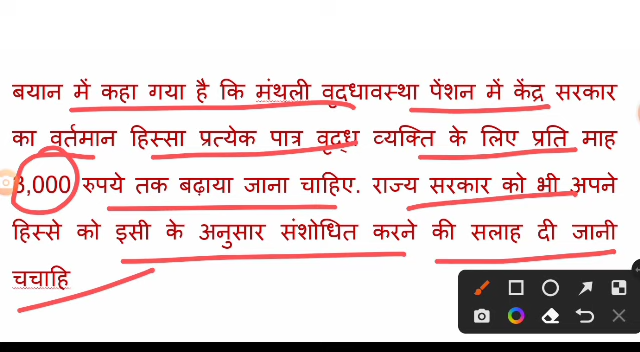 बयान में कहा गया है कि मंथली वृद्धावस्था पेंशन में केंद्र सरकार
का वर्तमान हिस्सा प्रत्येक पात्र वृद्ध व्यक्ति के लिए प्रति माह
3,000 रुपये तक बढ़ाया जाना चाहिए. राज्य सरकार को भी अपने
हिस्से को इसी के अनुसार संशोधित करने की सलाह दी जानी
चचाहि